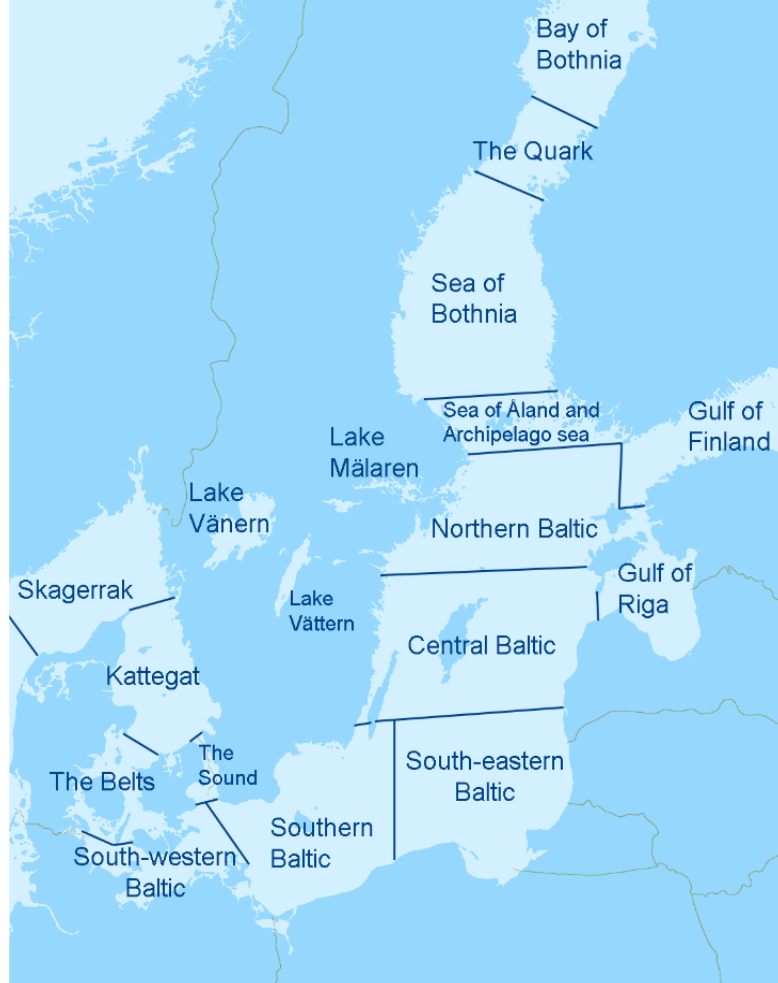 Bay of
Bothnia
The Quark
Sea of
Bothnia
Sea of Åland and
Archipelago sea
Gulf of
Finland
Lake
Mälaren
Lake
Vänern
Northern Baltic
Skagerrak
Lake
Vättern
Gulf of
Riga
Central Baltic
Kattegat
The
Sound
The Belts
South-eastern
Baltic
Southern
Baltic
South-western
Baltic